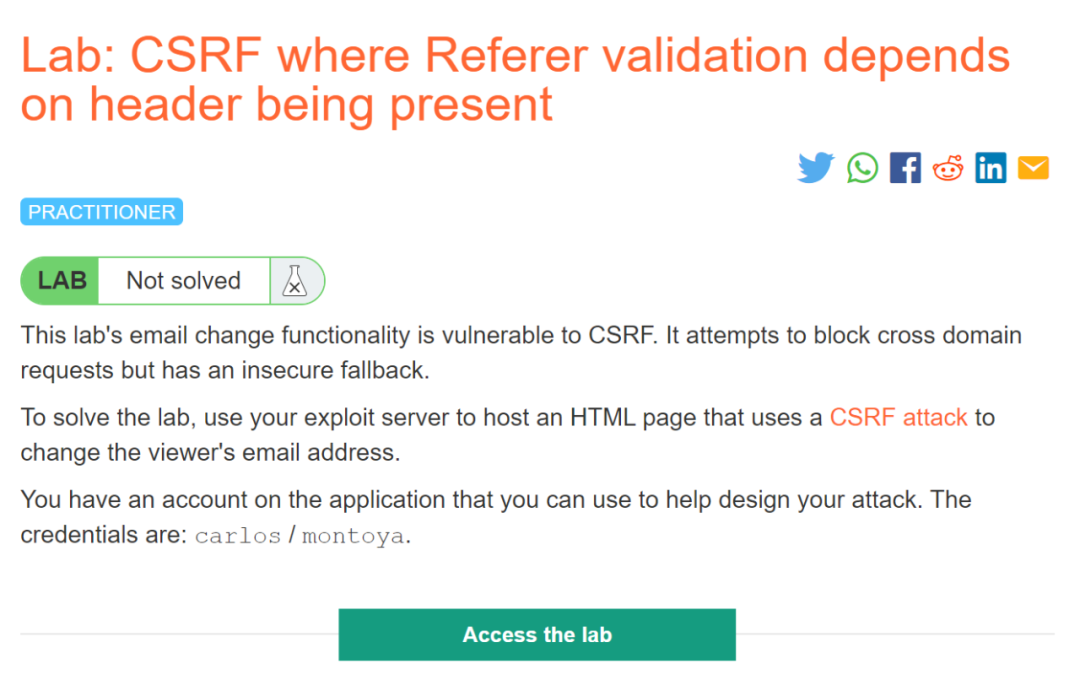 Lab: CSRF where Referer validation depends
on header being present
PRACTITIONER
LAB Not solved
This lab's email change functionality is vulnerable to CSRF. It attempts to block cross domain
requests but has an insecure fallback.
To solve the lab, use your exploit server to host an HTML page that uses a CSRF attack to
change the viewer's email address.
You have an account on the application that you can use to help design your attack. The
credentials are: carlos / montoya.
Access the lab